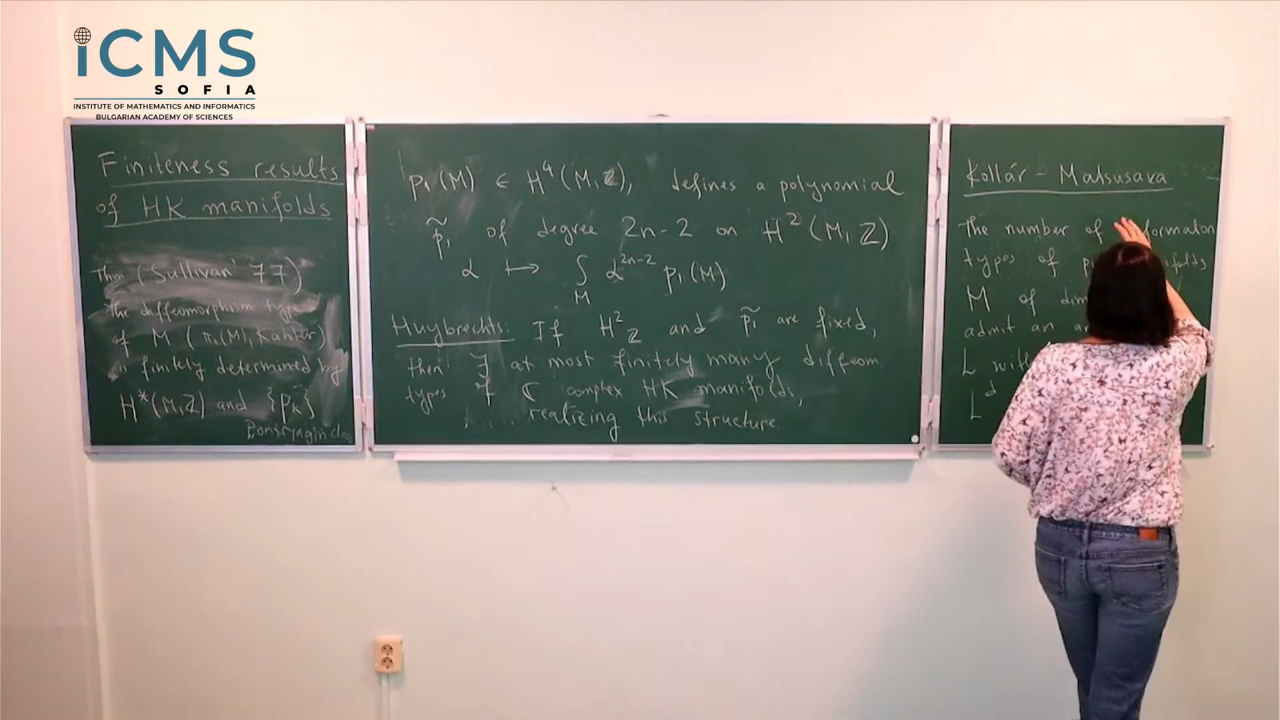 iCMS
SOFIA
INSTITUTE OF MATHEMATICS AND INFORMATICS
BULGARIAN ACADEMY OF SCIENCES
Finiteness results
of HK manifolds
Thm (Sullivan '77)
The diffeomorphism type
of M (π₁(M), Kähler)
is finitely determined by
H*(M,ℤ) and {pₖ}
p₁(M) ∈ H⁴(M,ℤ), defines a polynomial
p̃₁ of degree 2n-2 on H²(M,ℤ)
α ↦ ∫_M α²ⁿ⁻² p₁(M)
Huybrechts: If H²_ℤ and p̃₁ are fixed,
then ∃ at most finitely many diffeom.
types of ℂ complex HK manifolds,
realizing this structure
Kollár - Matsusaka
The number of
types of
M of dim
admit an
L with
Lᵈ